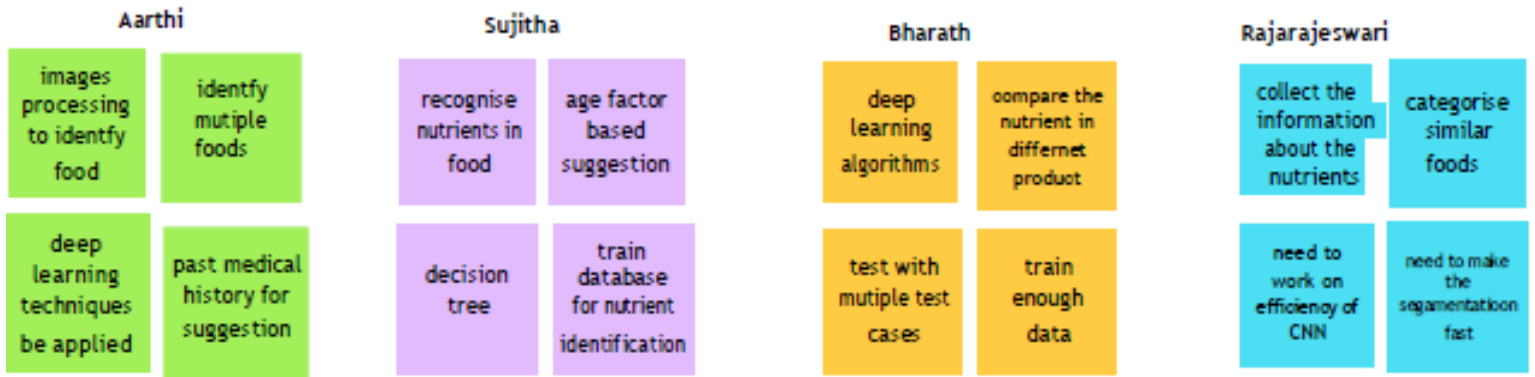 Aarthi
images
processing
to identfy
food
identfy
mutiple
foods
deep
learning
techniques
be applied
past medical
history for
suggestion
Sujitha
recognise
nutrients in
food
age factor
based
suggestion
decision
tree
train
database
for nutrient
identification
Bharath
deep
learning
algorithms
compare the
nutrient in
differnet
product
test with
mutiple test
cases
train
enough
data
Rajarajeswari
collect the
information
about the
nutrients
categorise
similar
foods
need to
work on
efficieny of
CNN
need to make
the
segamentatioon
fast